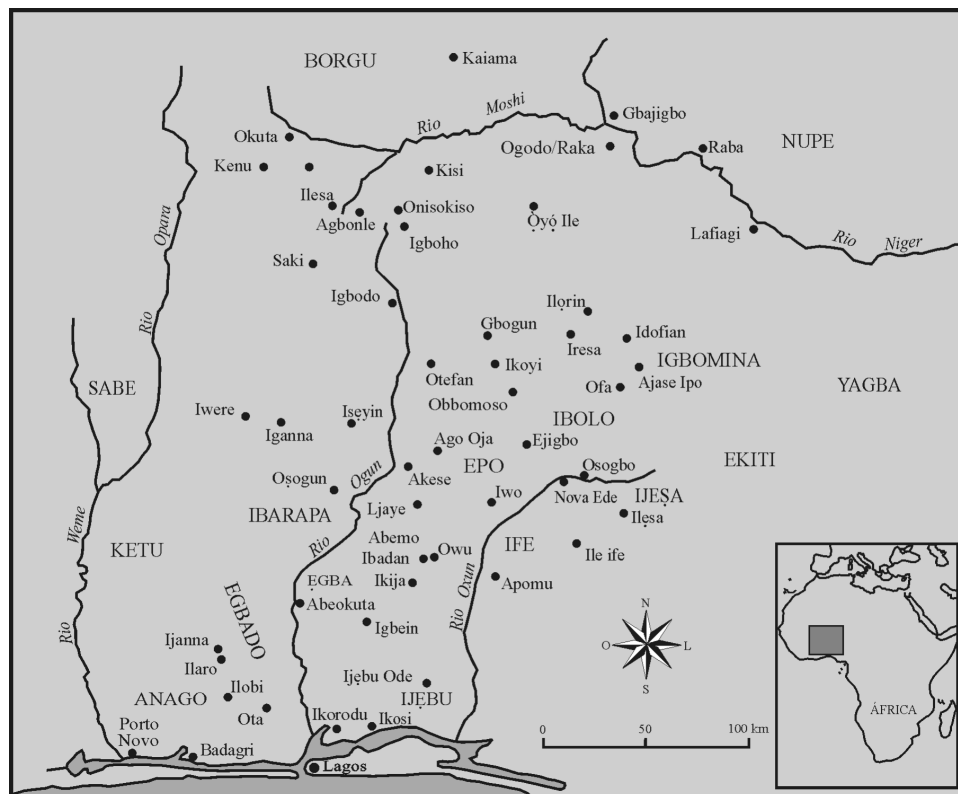 BORGU
Kaiama
Rio Moshi
Gbajigbo
NUPE
Okuta
Ogodo/Raka
Raba
Kenu
Kisi
Ilesa
Agbonle
Onisokiso
Igboho
Ọyọ́ Ile
Lafiagi
Rio Niger
Rio Opara
Saki
Igbodo
Ilọrin
Gbogun
Iresa
Idofian
IGBOMINA
SABE
Otefan
Ikoyi
Ofa
Ajase Ipo
YAGBA
Obbomoso
Iwere
Iganna
Isẹyin
IBOLO
Ago Oja
Ejigbo
EPO
EKITI
Akese
Osogbo
Oṣogun
Rio Ogun
Nova Ede
IJEṢA
Iwo
Ilẹsa
IBARAPA
Ljaye
Rio Weme
KETU
Abemo
Ibadan
Owu
IFE
Ile ife
ẸGBA
Ikija
Apomu
Rio Oxun
Abeokuta
EGBADO
Igbein
Ijanna
Ilaro
N
O
L
S
Ijẹbu Ode
IJẸBU
ANAGO
Ilobi
Ota
Ikorodu
Ikosi
Porto
Novo
Badagri
Lagos
0 50 100 km
ÁFRICA